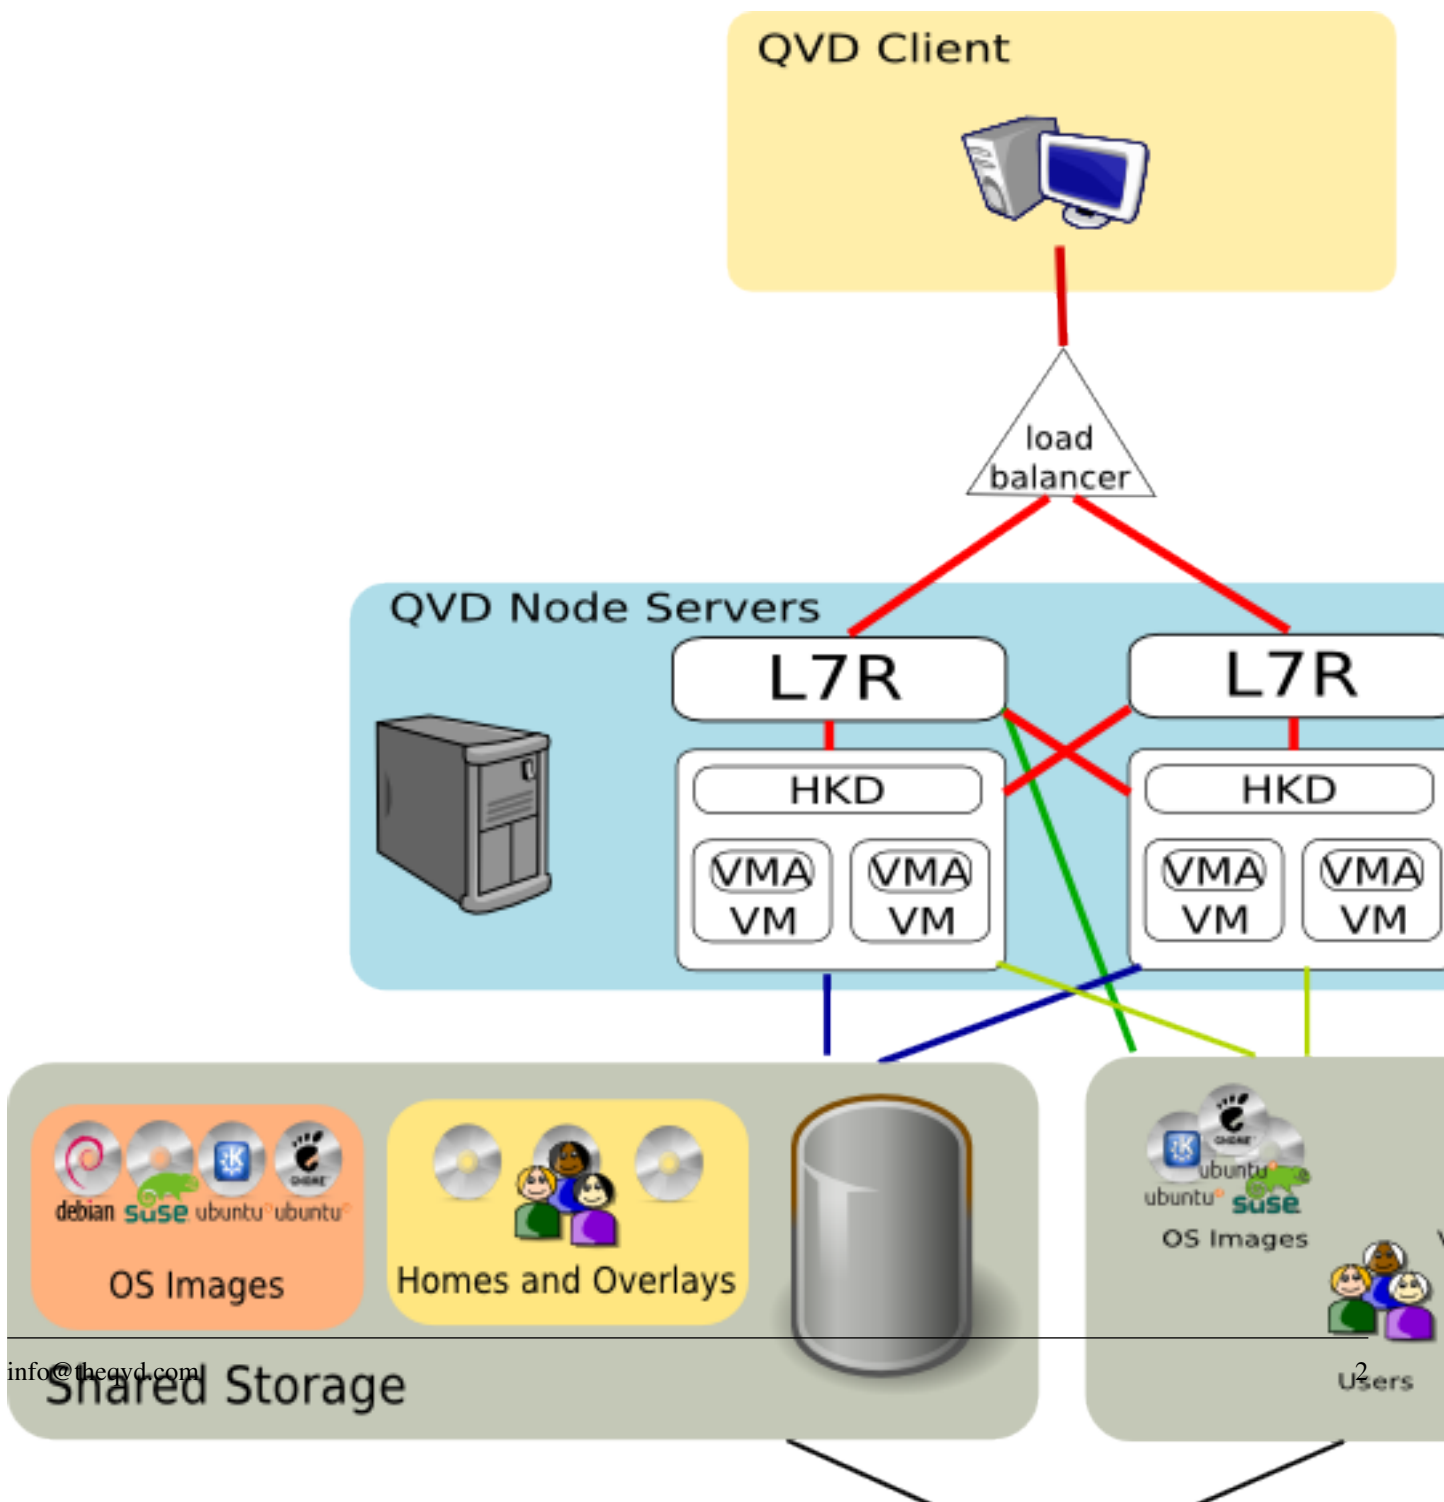 QVD Client
load
balancer
QVD Node Servers
L7R
L7R
HKD
HKD
VMA
VMA
VMA
VMA
VM
VM
VM
VM
debian
suse
ubuntu
ubuntu
GNOME
OS Images
Homes and Overlays
GNOME
ubuntu
ubuntu
suse
OS Images
Users
info@theqvd.com
2
Shared Storage